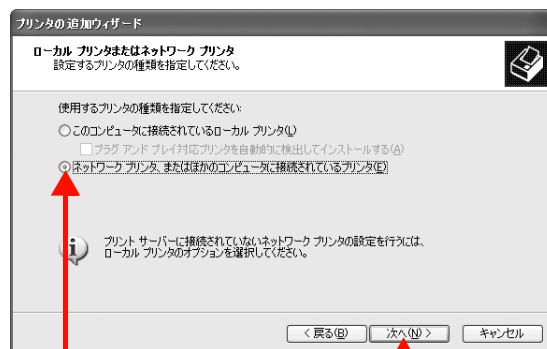 プリンタの追加ウィザード
ローカル プリンタまたはネットワーク プリンタ
設定するプリンタの種類を指定してください。
使用するプリンタの種類を指定してください:
このコンピュータに接続されているローカル プリンタ(L)
プラグ アンド プレイ対応プリンタを自動的に検出してインストールする(A)
ネットワーク プリンタ、またはほかのコンピュータに接続されているプリンタ(E)
プリント サーバーに接続されていないネットワーク プリンタの設定を行うには、
ローカル プリンタのオプションを選択してください。
< 戻る(B) 次へ(N) > キャンセル